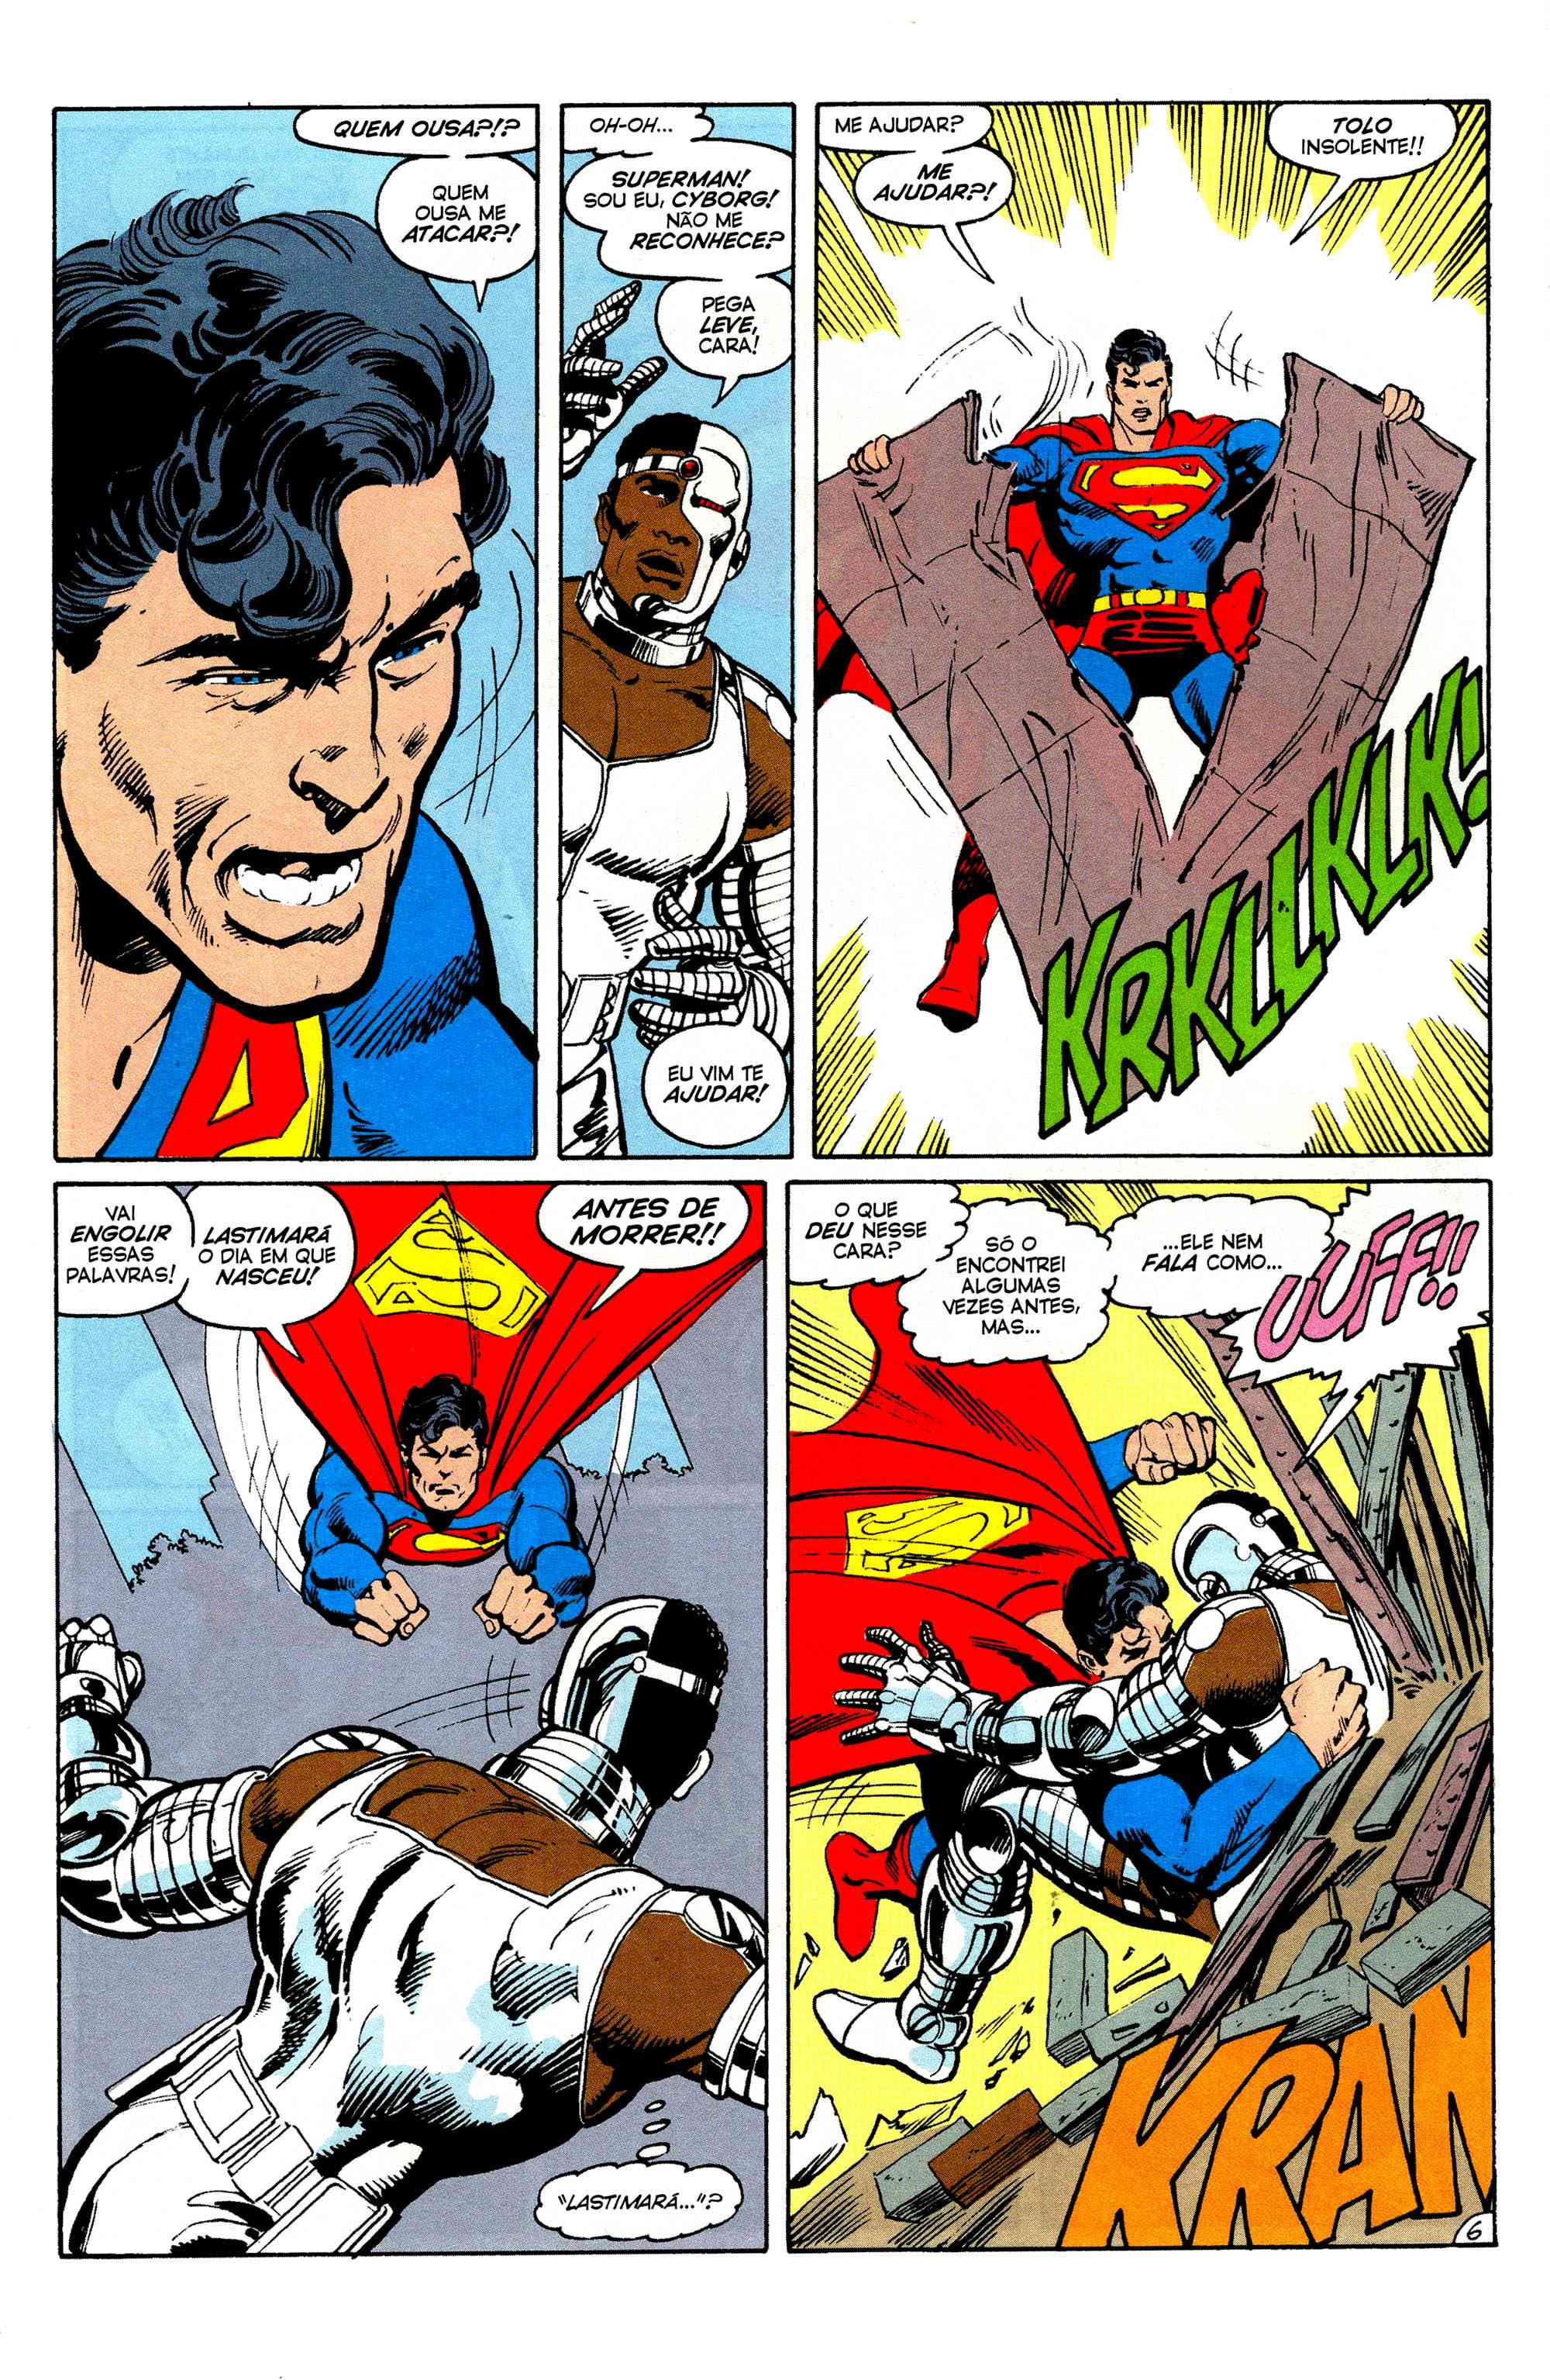 QUEM OUSA?!?
QUEM
OUSA ME
ATACAR?!
OH-OH...
SUPERMAN!
SOU EU, CYBORG!
NÃO ME
RECONHECE?
PEGA
LEVE,
CARA!
EU VIM TE
AJUDAR!
ME AJUDAR?
ME
AJUDAR?!
TOLO
INSOLENTE!!
KRKLLKLK!
VAI
ENGOLIR
ESSAS
PALAVRAS!
LASTIMARÁ
O DIA EM QUE
NASCEU!
ANTES DE
MORRER!!
"LASTIMARÁ..."?
O QUE
DEU NESSE
CARA?
SÓ O
ENCONTREI
ALGUMAS
VEZES ANTES,
MAS...
...ELE NEM
FALA COMO...
UUFF!!
KRAN
6